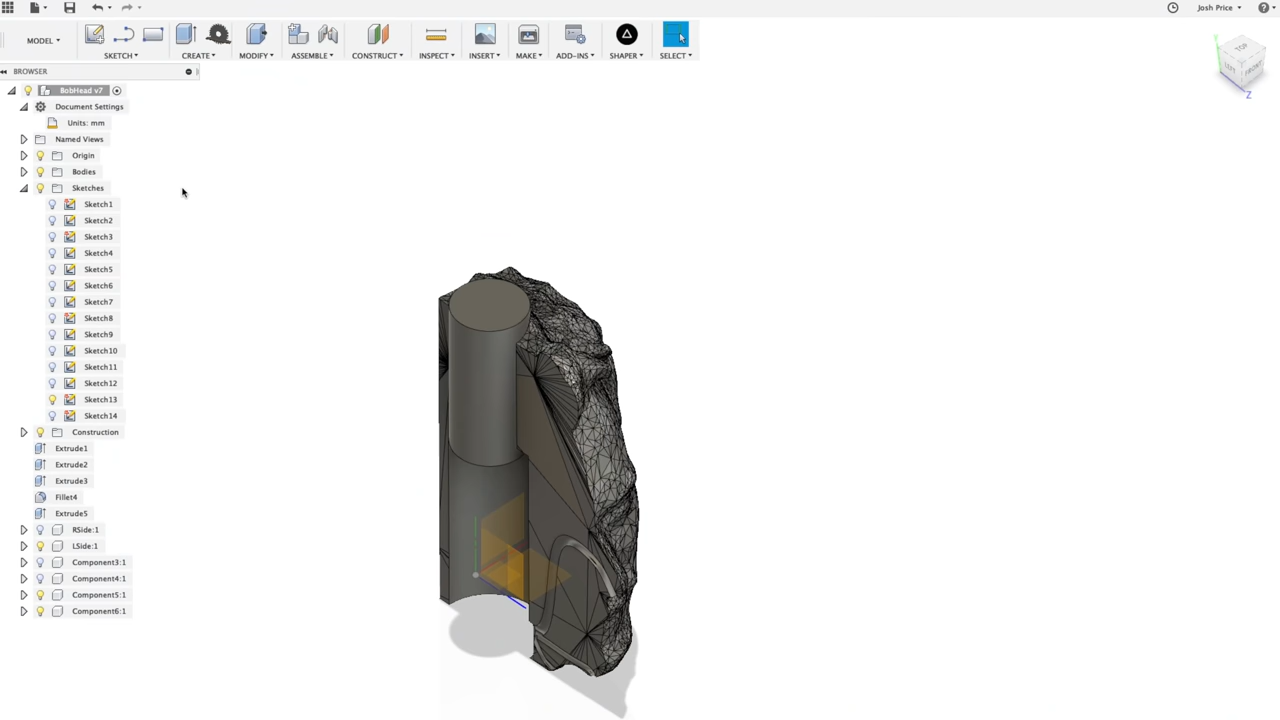 Josh Price
MODEL
SKETCH
CREATE
MODIFY
ASSEMBLE
CONSTRUCT
INSPECT
INSERT
MAKE
ADD-INS
SHAPER
SELECT
BROWSER
BobHead v7
Document Settings
Units: mm
Named Views
Origin
Bodies
Sketches
Sketch1
Sketch2
Sketch3
Sketch4
Sketch5
Sketch6
Sketch7
Sketch8
Sketch9
Sketch10
Sketch11
Sketch12
Sketch13
Sketch14
Construction
Extrude1
Extrude2
Extrude3
Fillet4
Extrude5
RSide:1
LSide:1
Component3:1
Component4:1
Component5:1
Component6:1
TOP
LEFT
FRONT
Z